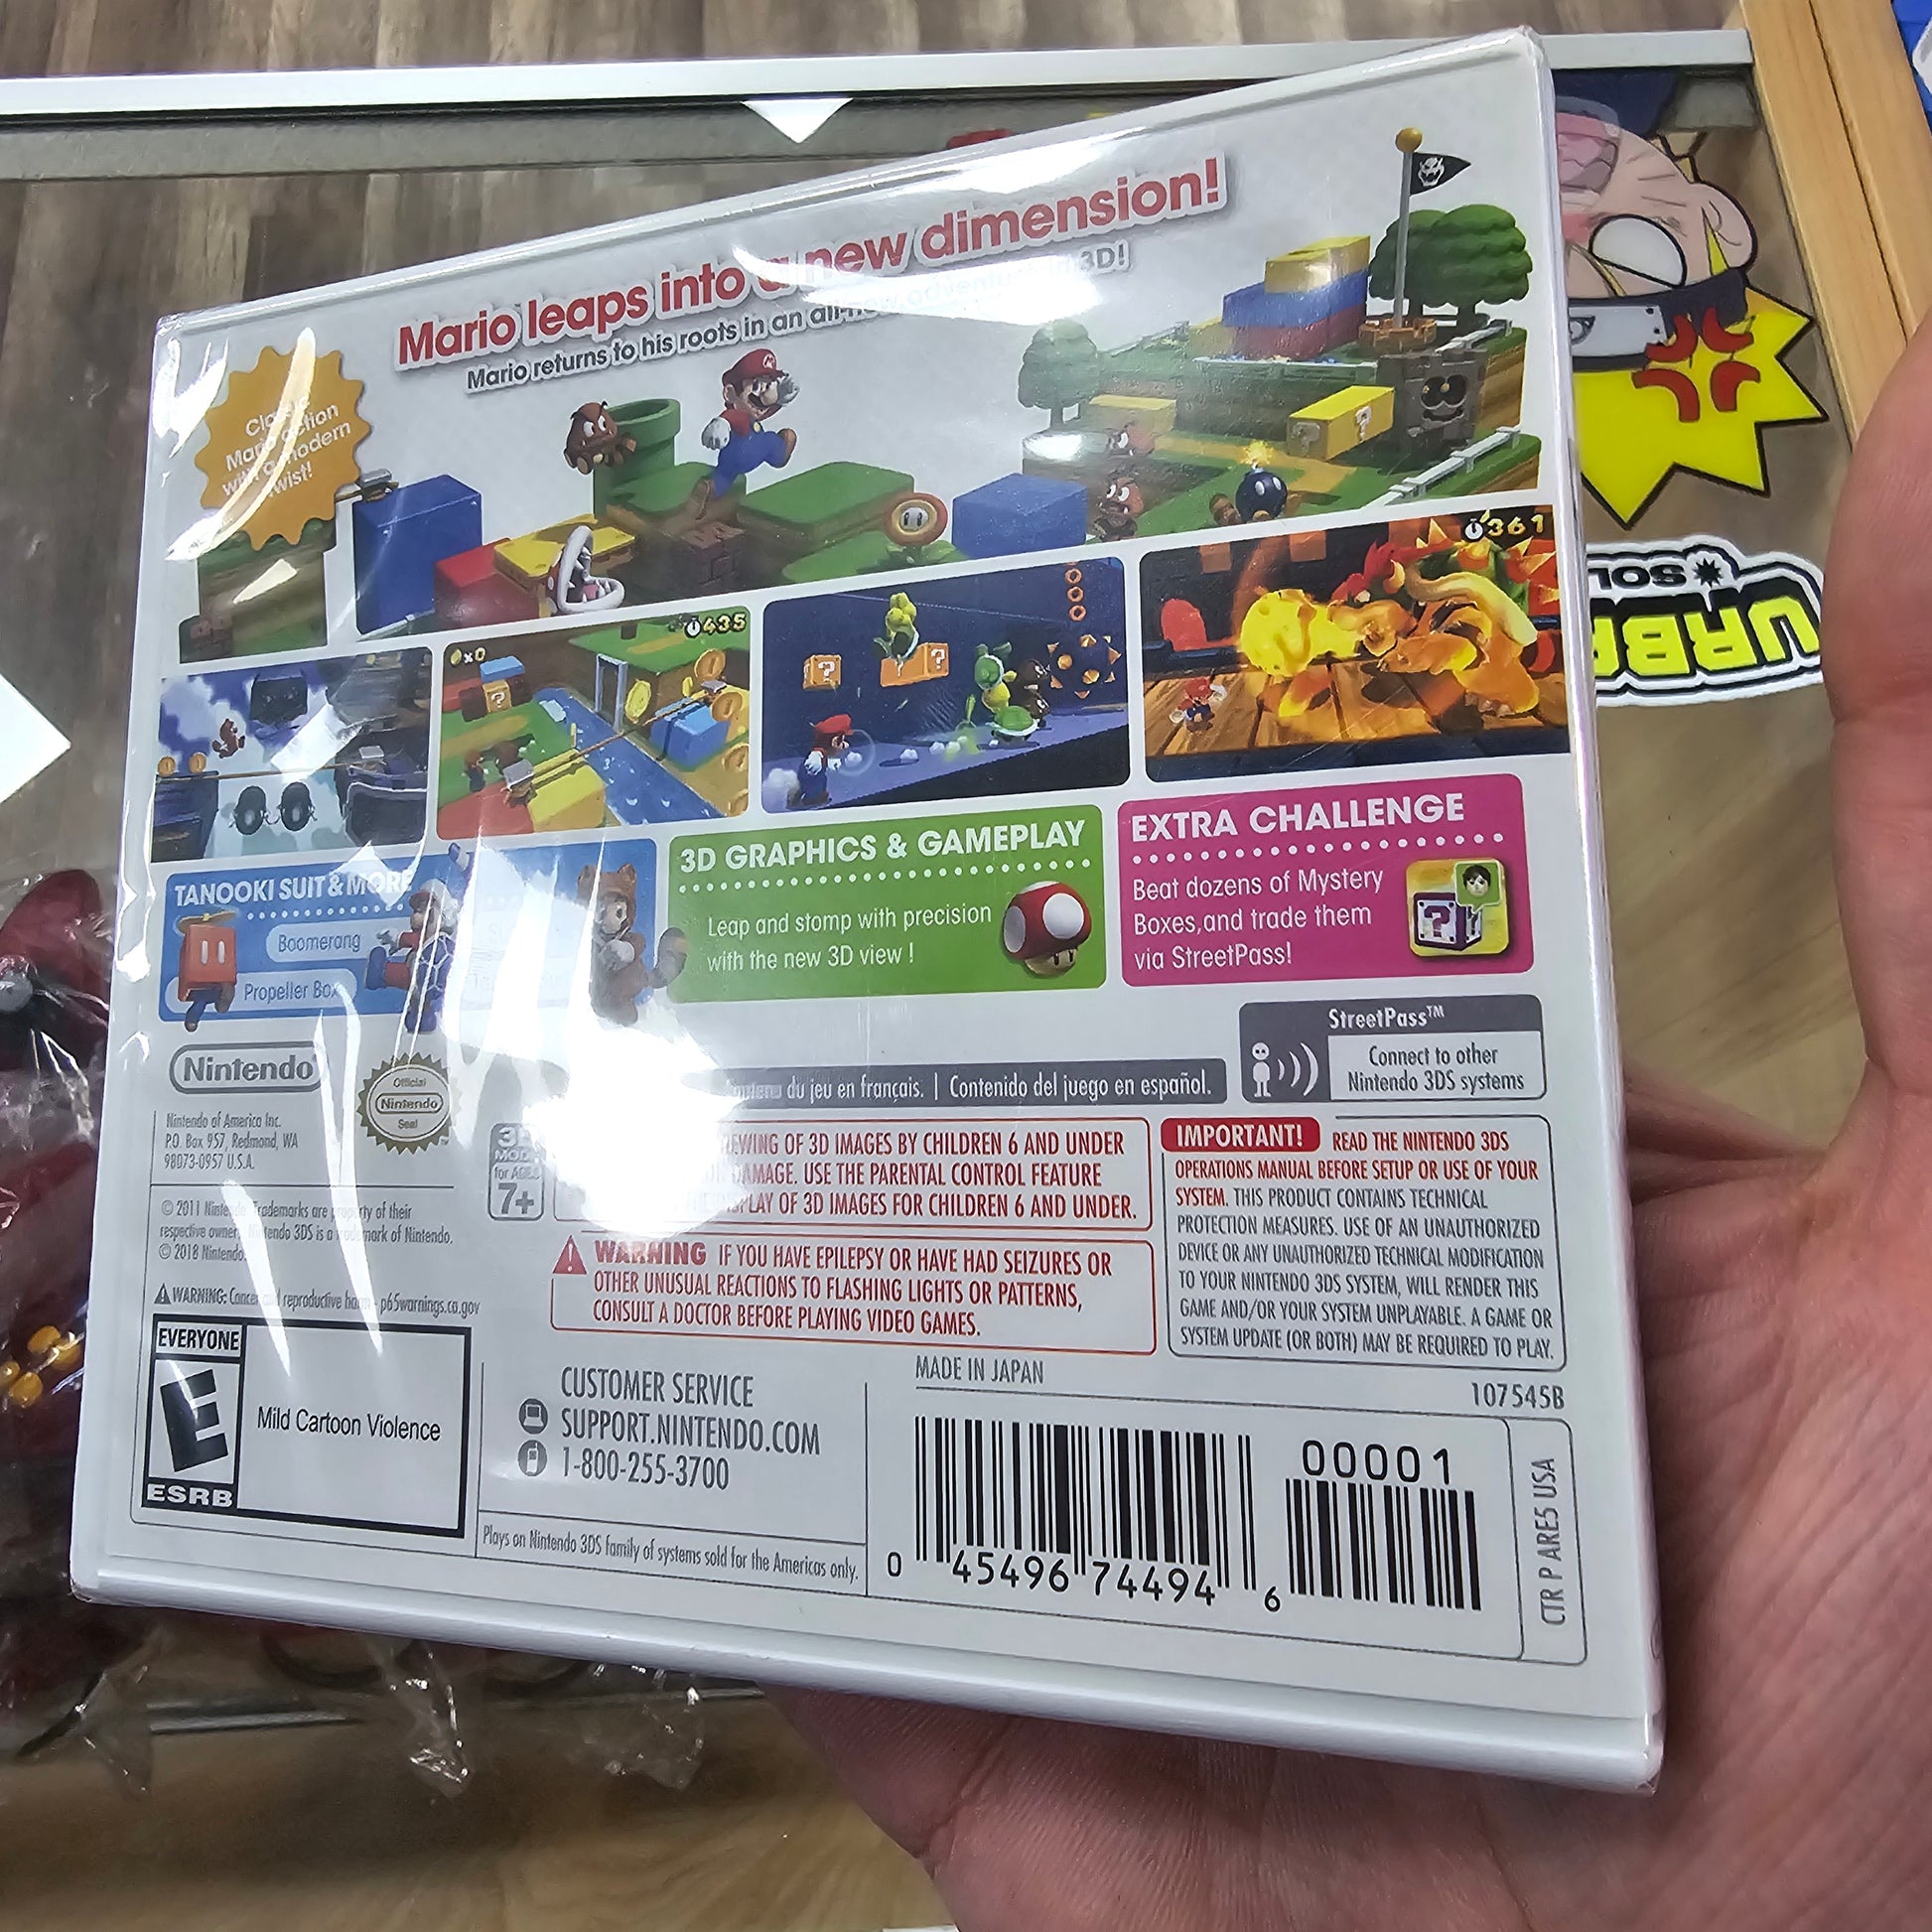 Mario leaps into a new dimension!
Mario returns to his roots in an 3D!
Classic
Mario action
with a modern
twist!
361
x0
435
TANOOKI SUIT & MORE
Boomerang
Propeller Box
3D GRAPHICS & GAMEPLAY
Leap and stomp with precision
with the new 3D view !
EXTRA CHALLENGE
Beat dozens of Mystery
Boxes,and trade them
via StreetPass!
StreetPass™
Connect to other
Nintendo 3DS systems
Nintendo
Official
Nintendo
Seal
du jeu en français. | Contenido del juego en español.
Nintendo of America Inc.
P.O. Box 957, Redmond, WA
98073-0957 U.S.A.
© 2011 Nintendo. Trademarks are property of their
respective owners. Nintendo 3DS is a trademark of Nintendo.
© 2018 Nintendo.
WARNING: Cancer and reproductive harm - p65warnings.ca.gov
3D
MODE
for AGES
7+
VIEWING OF 3D IMAGES BY CHILDREN 6 AND UNDER
DAMAGE. USE THE PARENTAL CONTROL FEATURE
DISPLAY OF 3D IMAGES FOR CHILDREN 6 AND UNDER.
WARNING IF YOU HAVE EPILEPSY OR HAVE HAD SEIZURES OR
OTHER UNUSUAL REACTIONS TO FLASHING LIGHTS OR PATTERNS,
CONSULT A DOCTOR BEFORE PLAYING VIDEO GAMES.
IMPORTANT! READ THE NINTENDO 3DS
OPERATIONS MANUAL BEFORE SETUP OR USE OF YOUR
SYSTEM. THIS PRODUCT CONTAINS TECHNICAL
PROTECTION MEASURES. USE OF AN UNAUTHORIZED
DEVICE OR ANY UNAUTHORIZED TECHNICAL MODIFICATION
TO YOUR NINTENDO 3DS SYSTEM, WILL RENDER THIS
GAME AND/OR YOUR SYSTEM UNPLAYABLE. A GAME OR
SYSTEM UPDATE (OR BOTH) MAY BE REQUIRED TO PLAY.
EVERYONE
E
ESRB
Mild Cartoon Violence
CUSTOMER SERVICE
SUPPORT.NINTENDO.COM
1-800-255-3700
Plays on Nintendo 3DS family of systems sold for the Americas only.
MADE IN JAPAN
107545B
00001
0 45496 74494 6
CTR P ARE5 USA